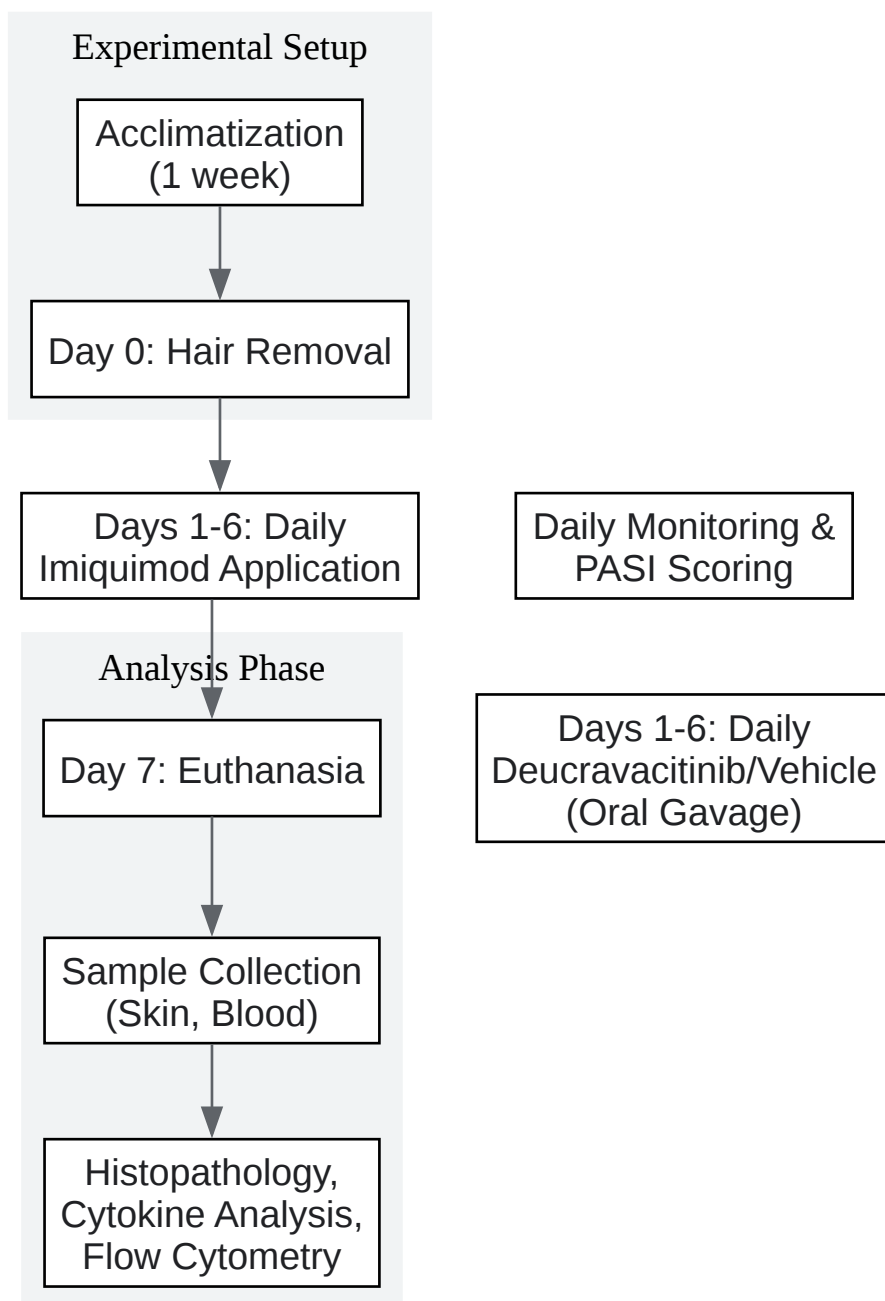 Experimental Setup
Acclimatization
(1 week)
Day 0: Hair Removal
Days 1-6: Daily
Imiquimod Application
Daily Monitoring &
PASI Scoring
Analysis Phase
Day 7: Euthanasia
Days 1-6: Daily
Deucravacitinib/Vehicle
(Oral Gavage)
Sample Collection
(Skin, Blood)
Histopathology,
Cytokine Analysis,
Flow Cytometry